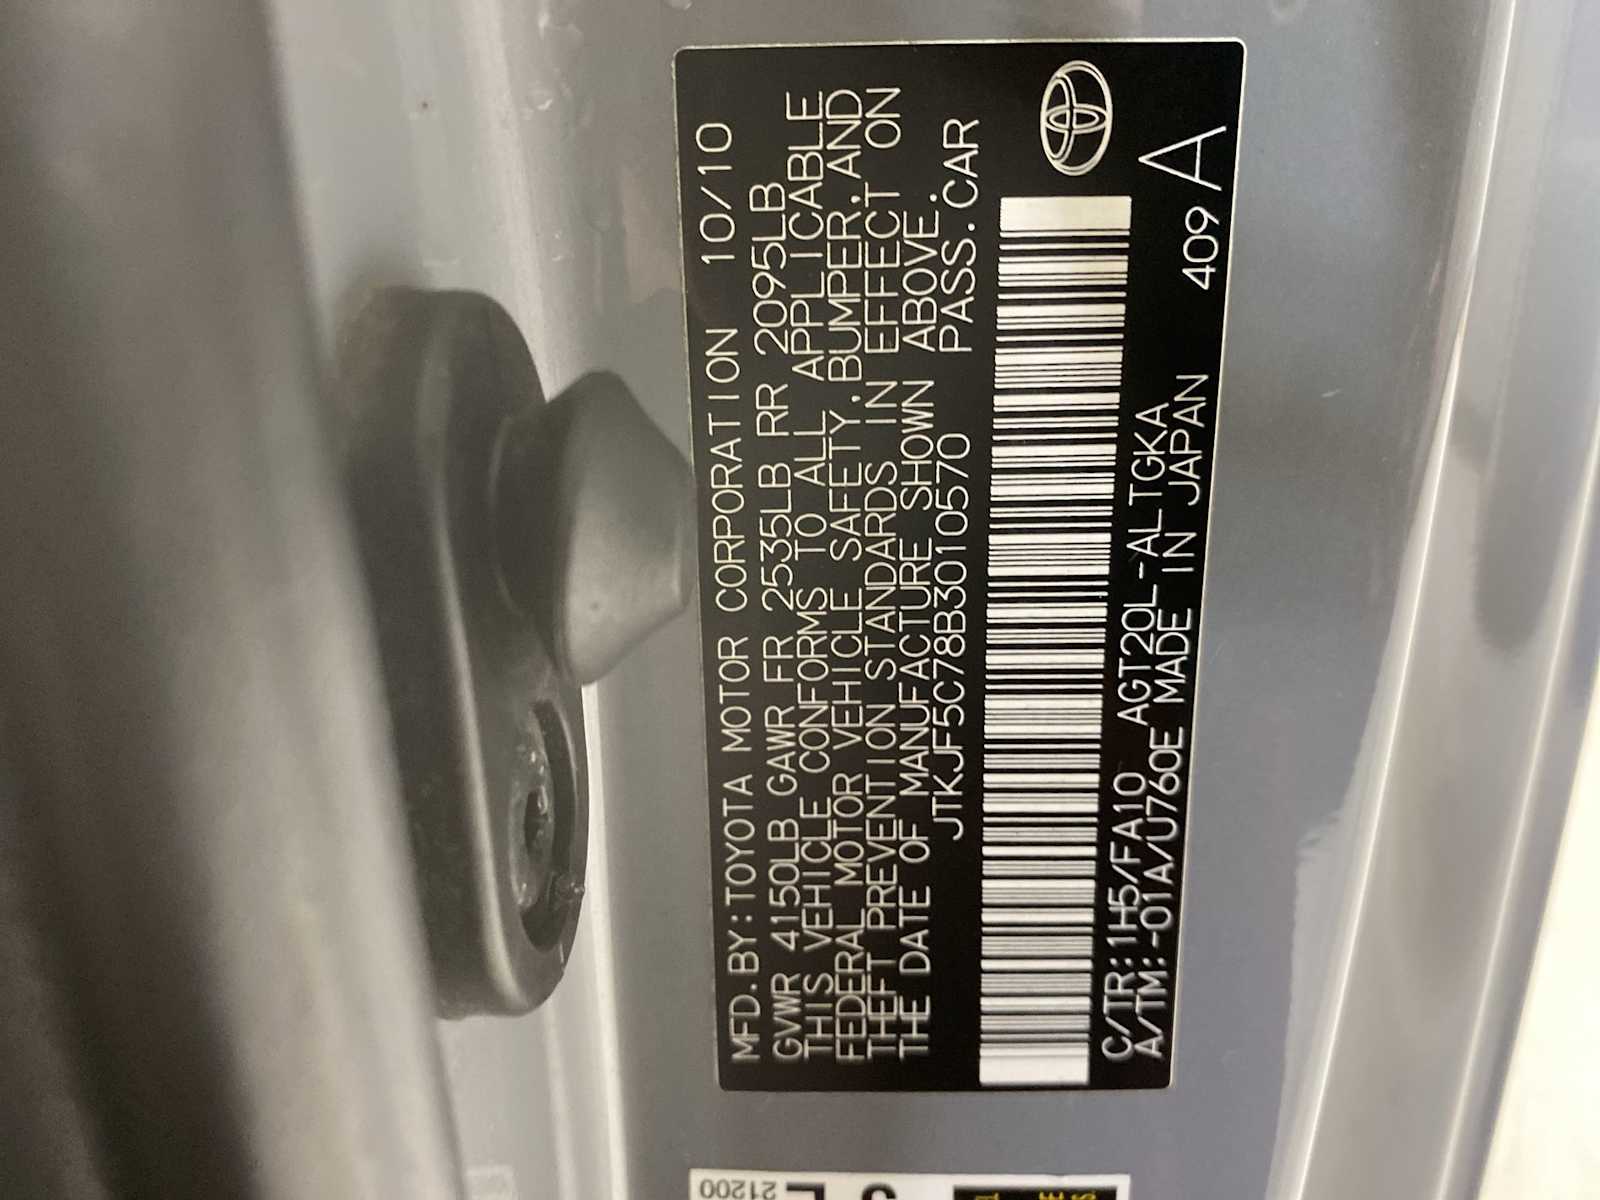 MFD.BY:TOYOTA MOTOR CORPORATION 10/10
GVWR 4150LB GAWR FR 2535LB RR 2095LB
THIS VEHICLE CONFORMS TO ALL APPLICABLE
FEDERAL MOTOR VEHICLE SAFETY,BUMPER,AND
THEFT PREVENTION STANDARDS IN EFFECT ON
THE DATE OF MANUFACTURE SHOWN ABOVE.
JTKJF5C78B3010570 PASS.CAR
C/TR:1H5/FA10 AGT20L-ALTGKA
A/TM:-01A/U760E MADE IN JAPAN 409 A
21200